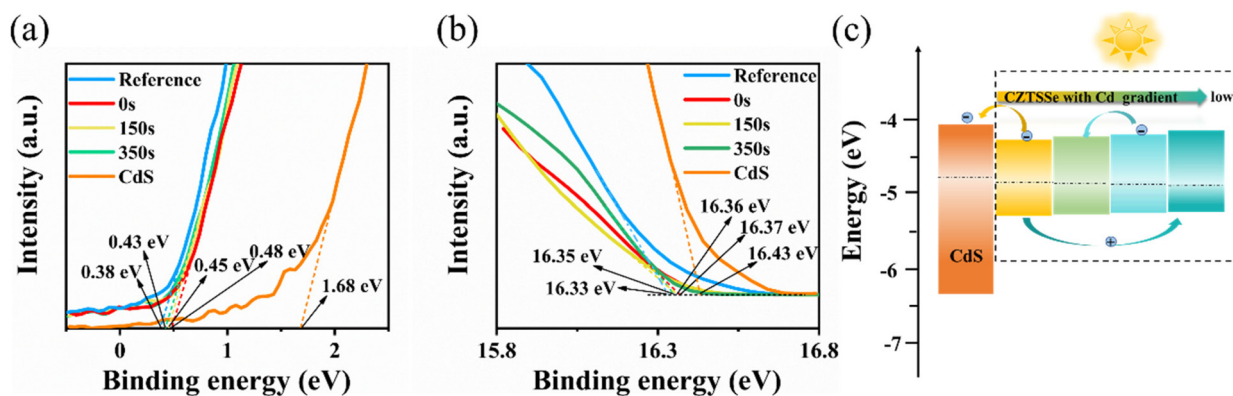 (a)
Intensity (a.u.)
Reference
0s
150s
350s
CdS
0.43 eV
0.38 eV
0.48 eV
0.45 eV
1.68 eV
0
1
2
Binding energy (eV)
(b)
Intensity (a.u.)
Reference
0s
150s
350s
CdS
16.36 eV
16.37 eV
16.35 eV
16.43 eV
16.33 eV
15.8
16.3
16.8
Binding energy (eV)
(c)
Energy (eV)
-4
-5
-6
-7
CZTSSe with Cd gradient
low
CdS